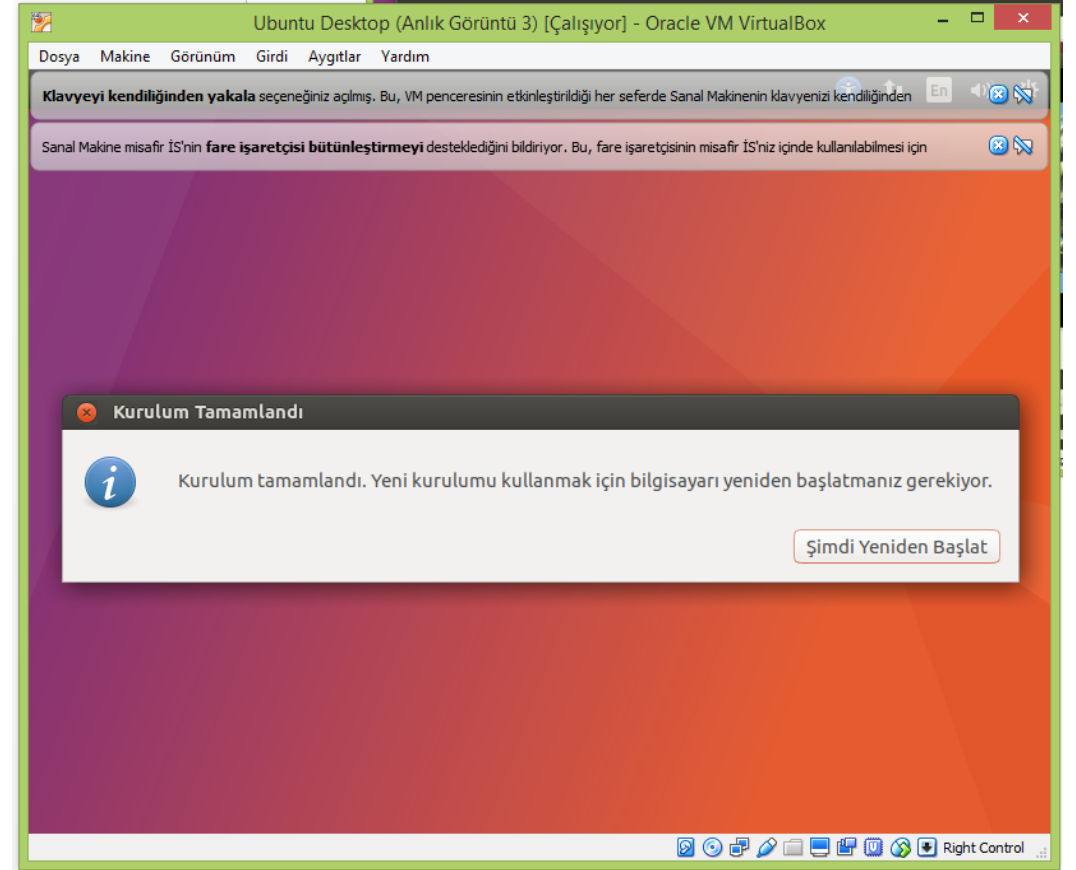 Ubuntu Desktop (Anlık Görüntü 3) [Çalışıyor] - Oracle VM VirtualBox
Dosya Makine Görünüm Girdi Aygıtlar Yardım
Klavyeyi kendiliğinden yakala seçeneğiniz açılmış. Bu, VM penceresinin etkinleştirildiği her seferde Sanal Makinenin klavyenizi kendiliğinden
En
Sanal Makine misafir İS'nin fare işaretçisi bütünleştirmeyi desteklediğini bildiriyor. Bu, fare işaretçisinin misafir İS'niz içinde kullanılabilmesi için
Kurulum Tamamlandı
Kurulum tamamlandı. Yeni kurulumu kullanmak için bilgisayarı yeniden başlatmanız gerekiyor.
Şimdi Yeniden Başlat
Right Control